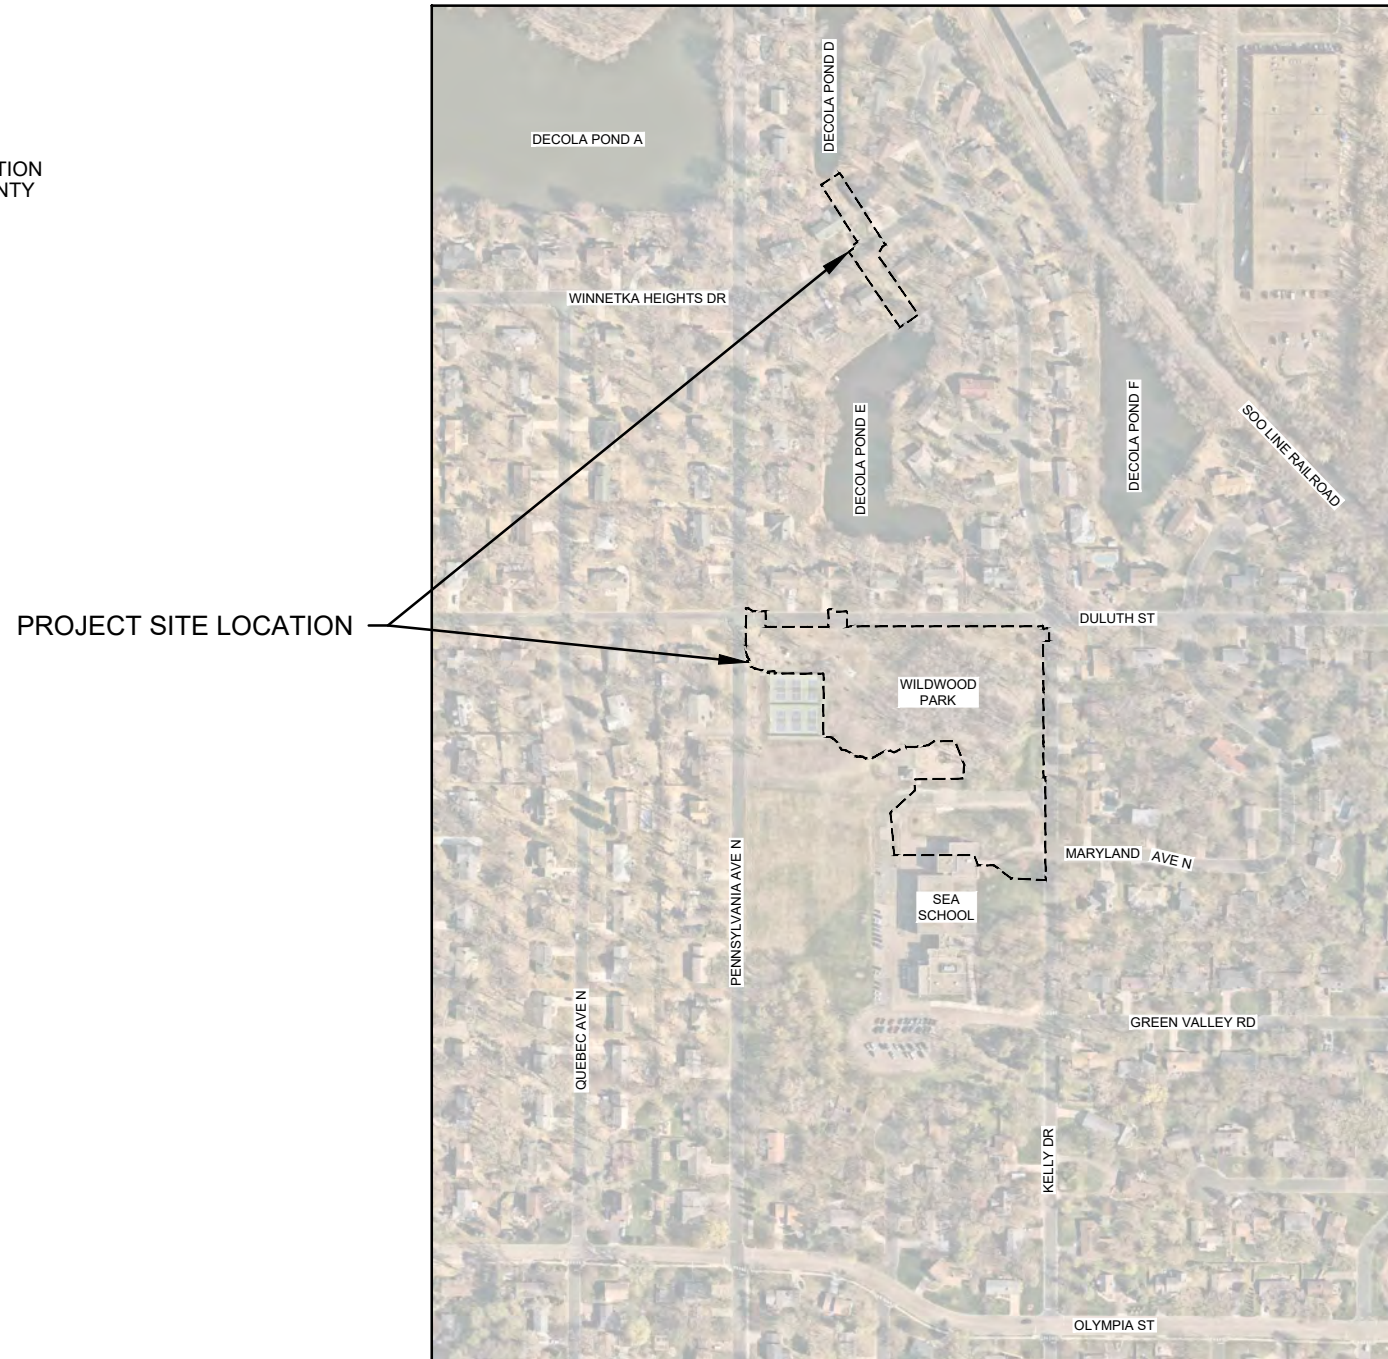 DECOLA POND D
DECOLA POND A
TION
NTY
WINNETKA HEIGHTS DR
DECOLA POND E
DECOLA POND F
SOO LINE RAILROAD
PROJECT SITE LOCATION
DULUTH ST
WILDWOOD
PARK
MARYLAND AVE N
PENNSYLVANIA AVE N
SEA
SCHOOL
QUEBEC AVE N
GREEN VALLEY RD
KELLY DR
OLYMPIA ST